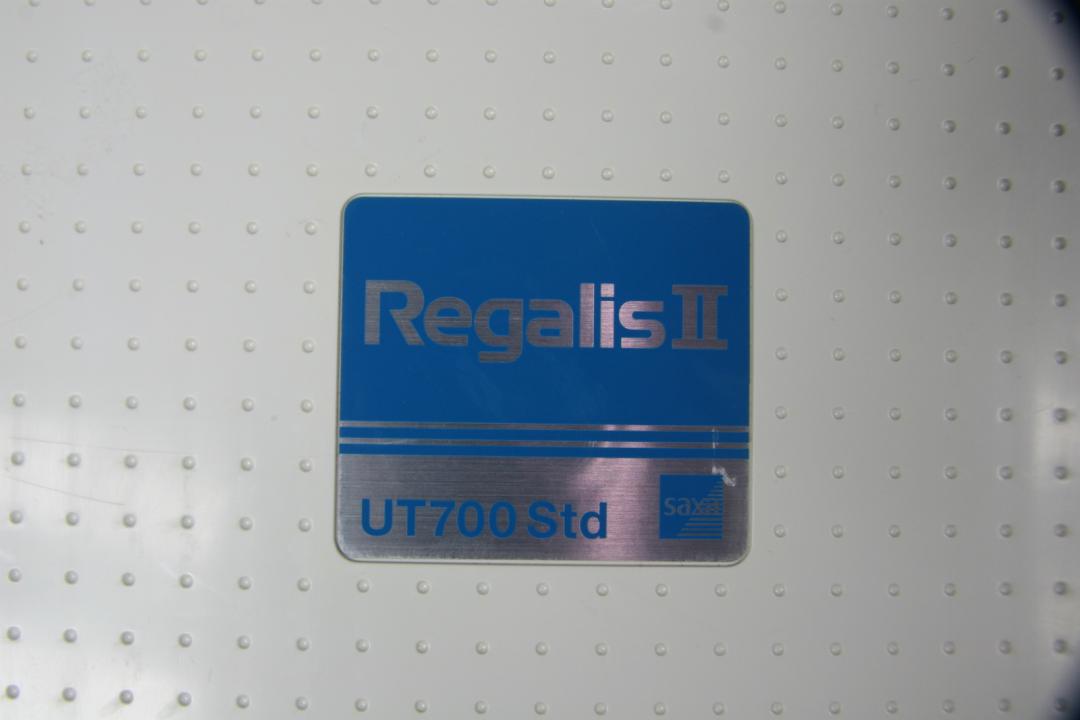 Regalis II
UT700 Std
saxa